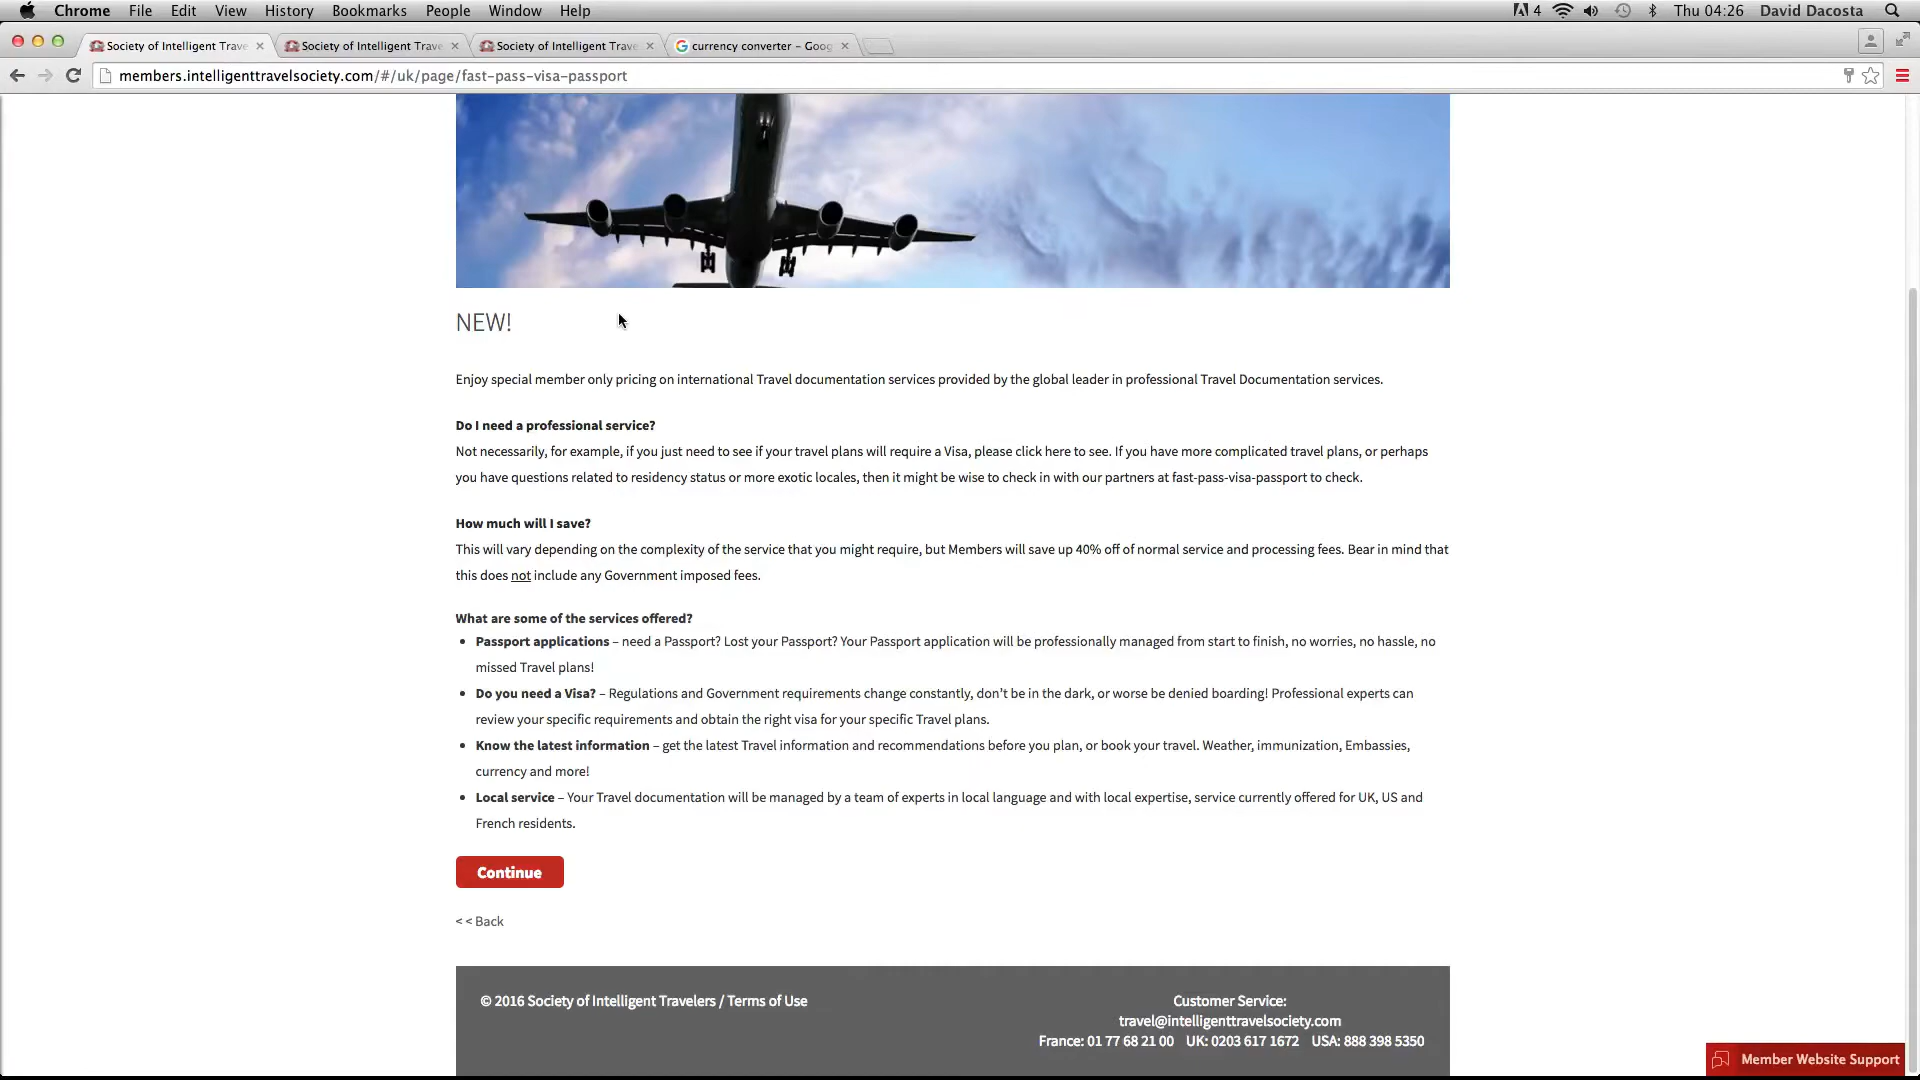 Chrome File Edit View History Bookmarks People Window Help 4 Thu 04:26 David Dacosta
Society of Intelligent Trave Society of Intelligent Trave Society of Intelligent Trave currency converter – Goog
members.intelligenttravelsociety.com/#/uk/page/fast-pass-visa-passport
NEW!
Enjoy special member only pricing on international Travel documentation services provided by the global leader in professional Travel Documentation services.
Do I need a professional service?
Not necessarily, for example, if you just need to see if your travel plans will require a Visa, please click here to see. If you have more complicated travel plans, or perhaps
you have questions related to residency status or more exotic locales, then it might be wise to check in with our partners at fast-pass-visa-passport to check.
How much will I save?
This will vary depending on the complexity of the service that you might require, but Members will save up 40% off of normal service and processing fees. Bear in mind that
this does not include any Government imposed fees.
What are some of the services offered?
• Passport applications – need a Passport? Lost your Passport? Your Passport application will be professionally managed from start to finish, no worries, no hassle, no
missed Travel plans!
• Do you need a Visa? – Regulations and Government requirements change constantly, don't be in the dark, or worse be denied boarding! Professional experts can
review your specific requirements and obtain the right visa for your specific Travel plans.
• Know the latest information – get the latest Travel information and recommendations before you plan, or book your travel. Weather, immunization, Embassies,
currency and more!
• Local service – Your Travel documentation will be managed by a team of experts in local language and with local expertise, service currently offered for UK, US and
French residents.
Continue
< < Back
© 2016 Society of Intelligent Travelers / Terms of Use
Customer Service:
travel@intelligenttravelsociety.com
France: 01 77 68 21 00 UK: 0203 617 1672 USA: 888 398 5350
Member Website Support